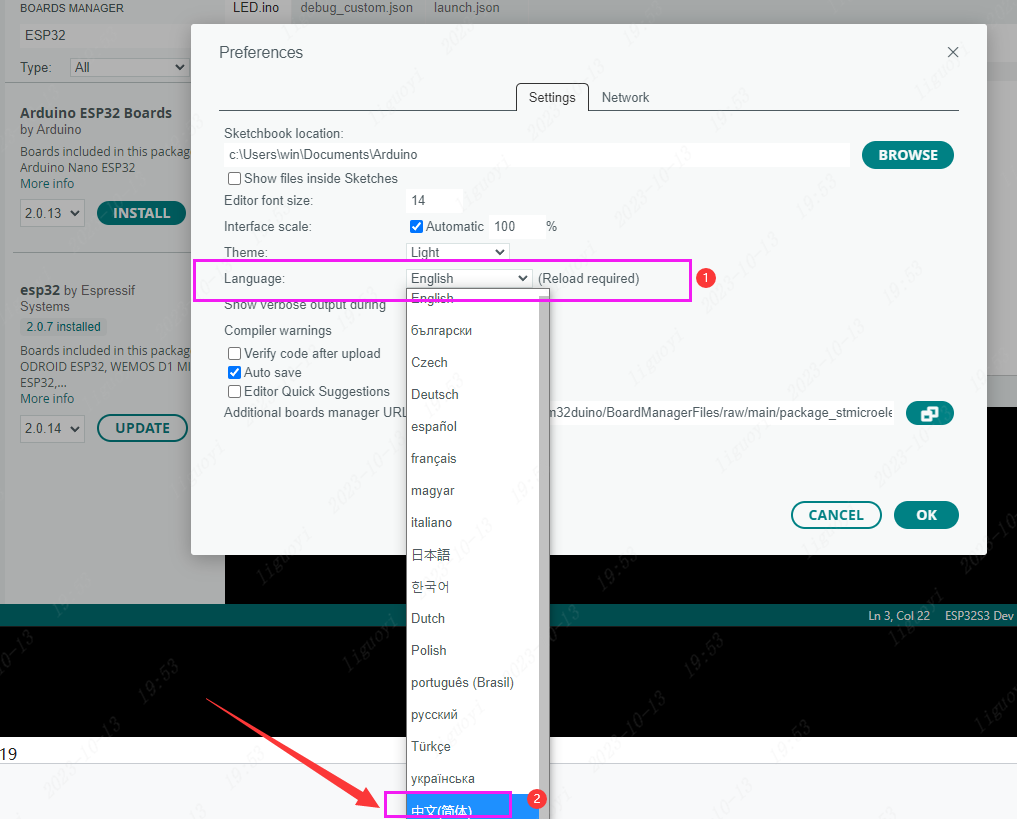 BOARDS MANAGER
LED.ino debug_custom.json launch.json
ESP32
Type: All
Arduino ESP32 Boards
by Arduino
Boards included in this packag
Arduino Nano ESP32
More info
2.0.13 INSTALL
esp32 by Espressif
Systems
2.0.7 installed
Boards included in this packag
ODROID ESP32, WEMOS D1 MI
ESP32,...
More info
2.0.14 UPDATE
Preferences
Settings Network
Sketchbook location:
c:\Users\win\Documents\Arduino
BROWSE
Show files inside Sketches
Editor font size: 14
Interface scale: Automatic 100 %
Theme: Light
Language: English (Reload required)
1
Show verbose output during
Compiler warnings
Verify code after upload
Auto save
Editor Quick Suggestions
Additional boards manager URL m32duino/BoardManagerFiles/raw/main/package_stmicroele
CANCEL OK
English
български
Czech
Deutsch
español
français
magyar
italiano
日本語
한국어
Dutch
Polish
português (Brasil)
русский
Türkçe
українська
中文(简体)
2
Ln 3, Col 22 ESP32S3 Dev
19
liguoyi
2023-10-13
19:53